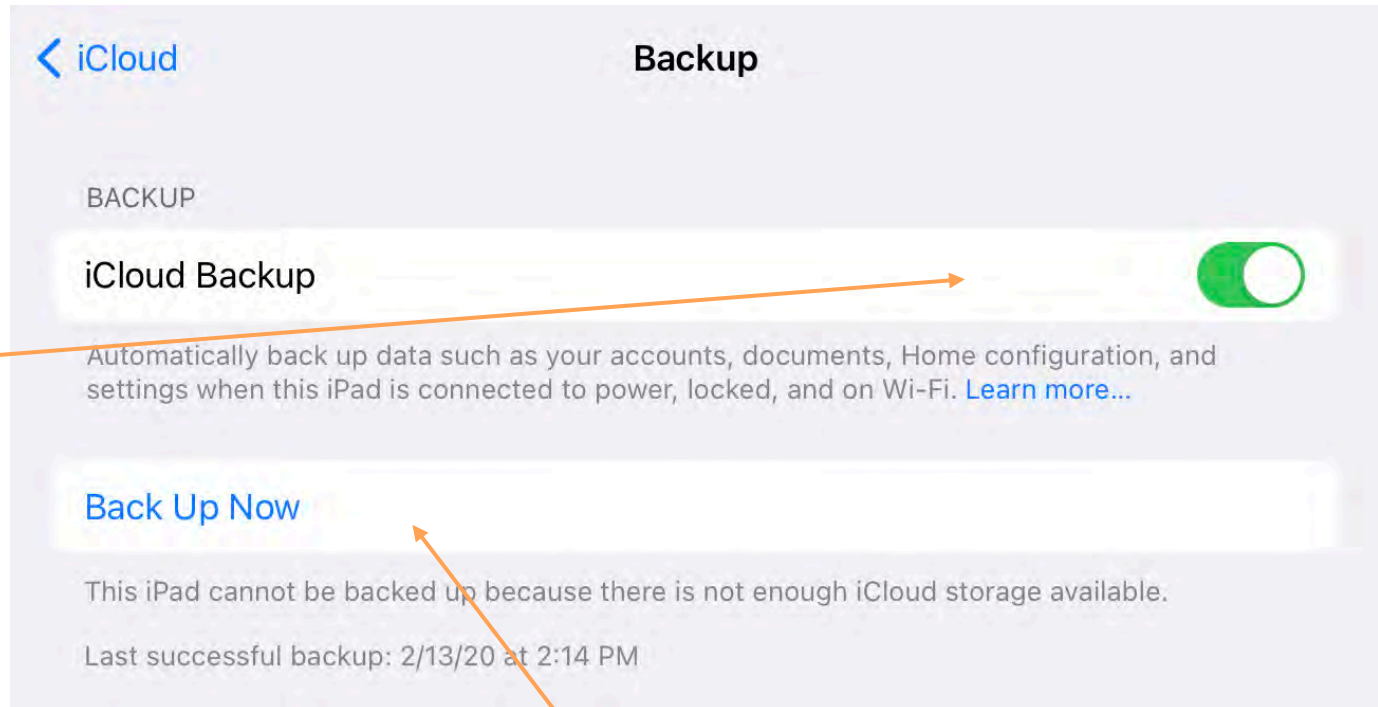 iCloud
Backup
BACKUP
iCloud Backup
Automatically back up data such as your accounts, documents, Home configuration, and
settings when this iPad is connected to power, locked, and on Wi-Fi. Learn more...
Back Up Now
This iPad cannot be backed up because there is not enough iCloud storage available.
Last successful backup: 2/13/20 at 2:14 PM